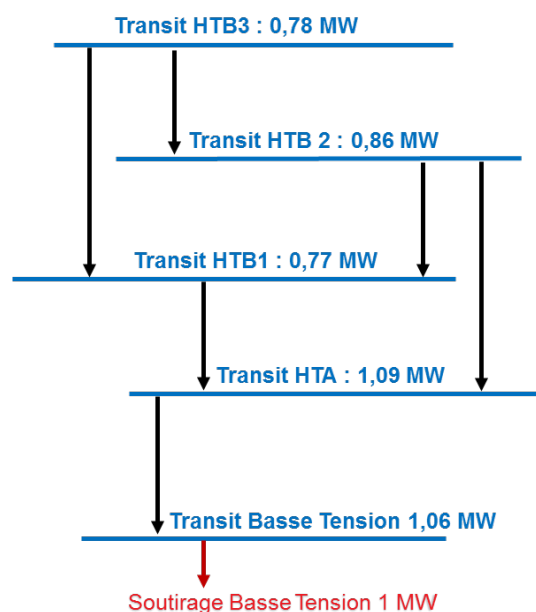 Transit HTB3 : 0,78 MW
Transit HTB 2 : 0,86 MW
Transit HTB1 : 0,77 MW
Transit HTA : 1,09 MW
Transit Basse Tension 1,06 MW
Soutirage Basse Tension 1 MW